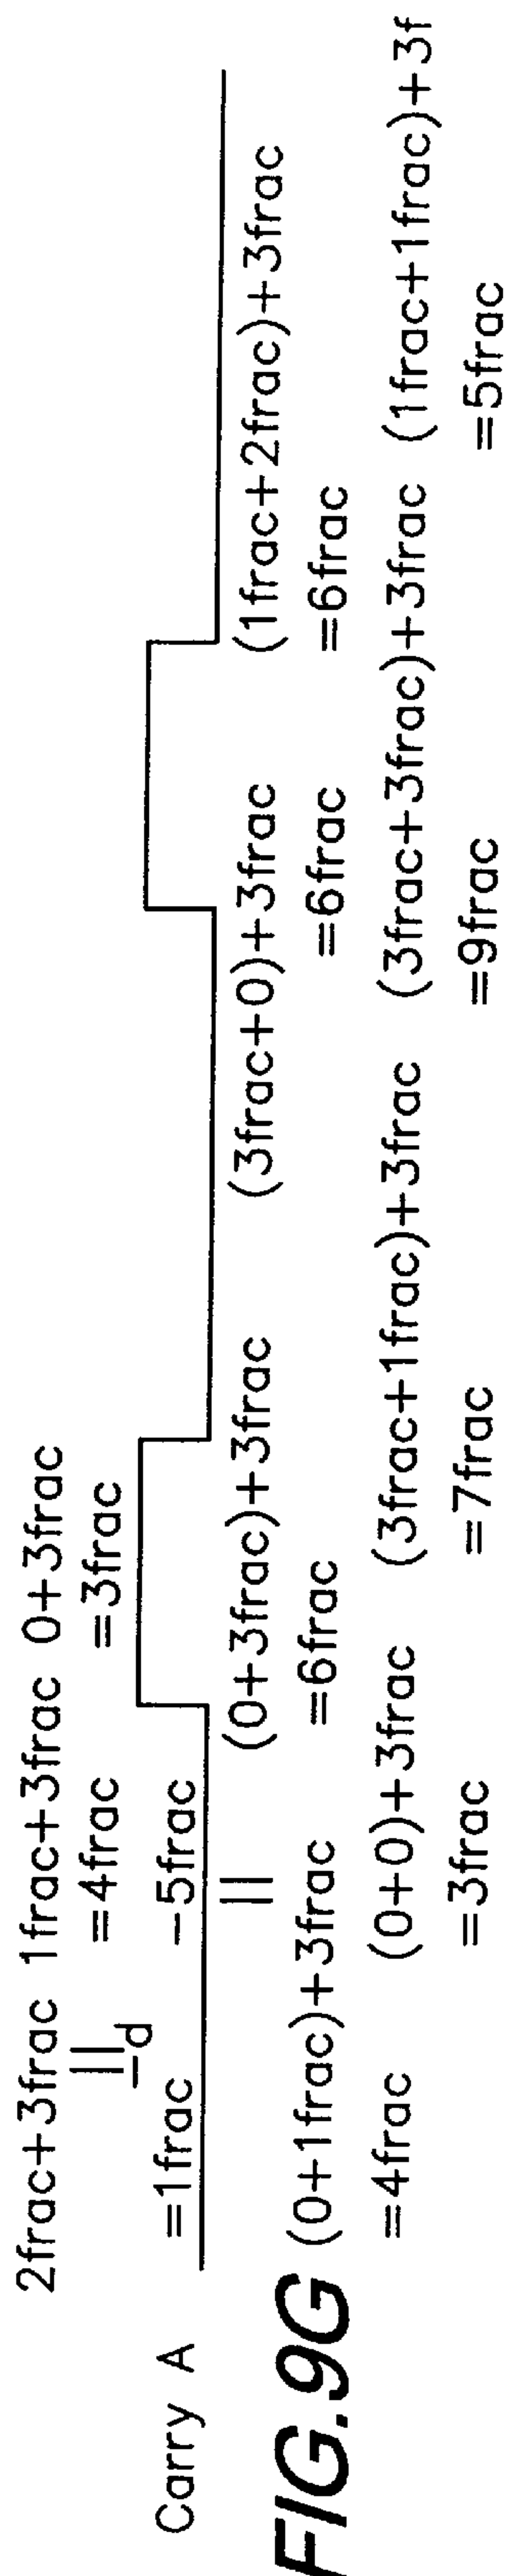 2frac+3frac 1frac+3frac 0+3frac
=4frac =3frac
-d
=1frac -5frac
Carry A
(0+1frac)+3frac (0+3frac)+3frac (3frac+0)+3frac (1frac+2frac)+3frac
=4frac =6frac =6frac =6frac
FIG.9G
(0+0)+3frac (3frac+1frac)+3frac (3frac+3frac)+3frac (1frac+1frac)+3f
=3frac =7frac =9frac =5frac